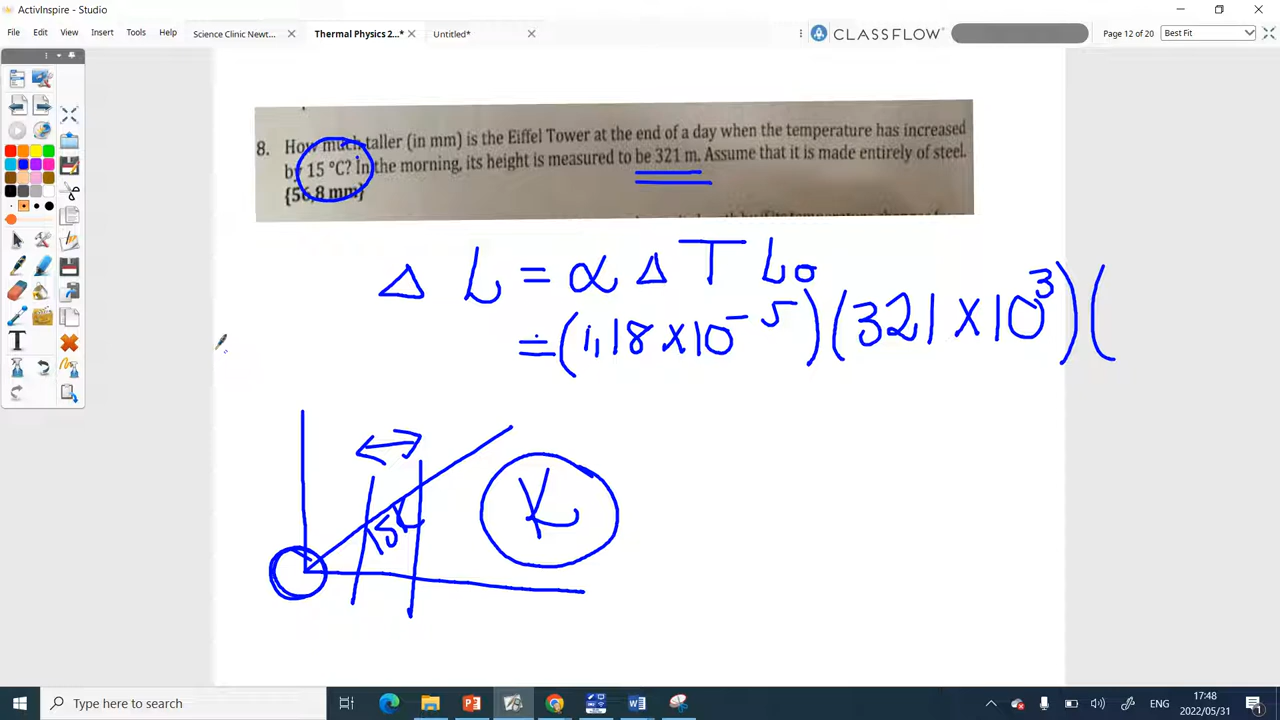 ActivInspire - Studio
File Edit View Insert Tools Help
Science Clinic Newt... Thermal Physics 2...* Untitled*
CLASSFLOW
Page 12 of 20 Best Fit
8. How much taller (in mm) is the Eiffel Tower at the end of a day when the temperature has increased
by 15 °C? In the morning, its height is measured to be 321 m. Assume that it is made entirely of steel.
{56,8 mm}
Δ L = α Δ T L₀
= (1,18 × 10⁻⁵)(321 × 10³)(
15
K
T
Type here to search
ENG
17:48
2022/05/31
1